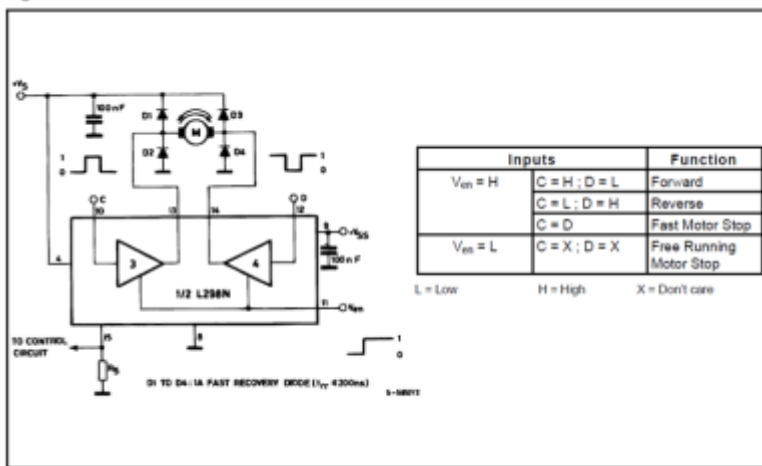 +VS
100nF
D1
D3
M
D2
D4
1
0
1
0
C
D
10
13
14
12
9
+VSS
100nF
4
3
4
1/2 L298N
11
Ven
15
8
TO CONTROL
CIRCUIT
RS
1
0
D1 TO D4 : 1A FAST RECOVERY DIODE (trr ≤ 200ns)
Inputs Function
Ven = H C = H ; D = L Forward
C = L ; D = H Reverse
C = D Fast Motor Stop
Ven = L C = X ; D = X Free Running
Motor Stop
L = Low H = High X = Don't care